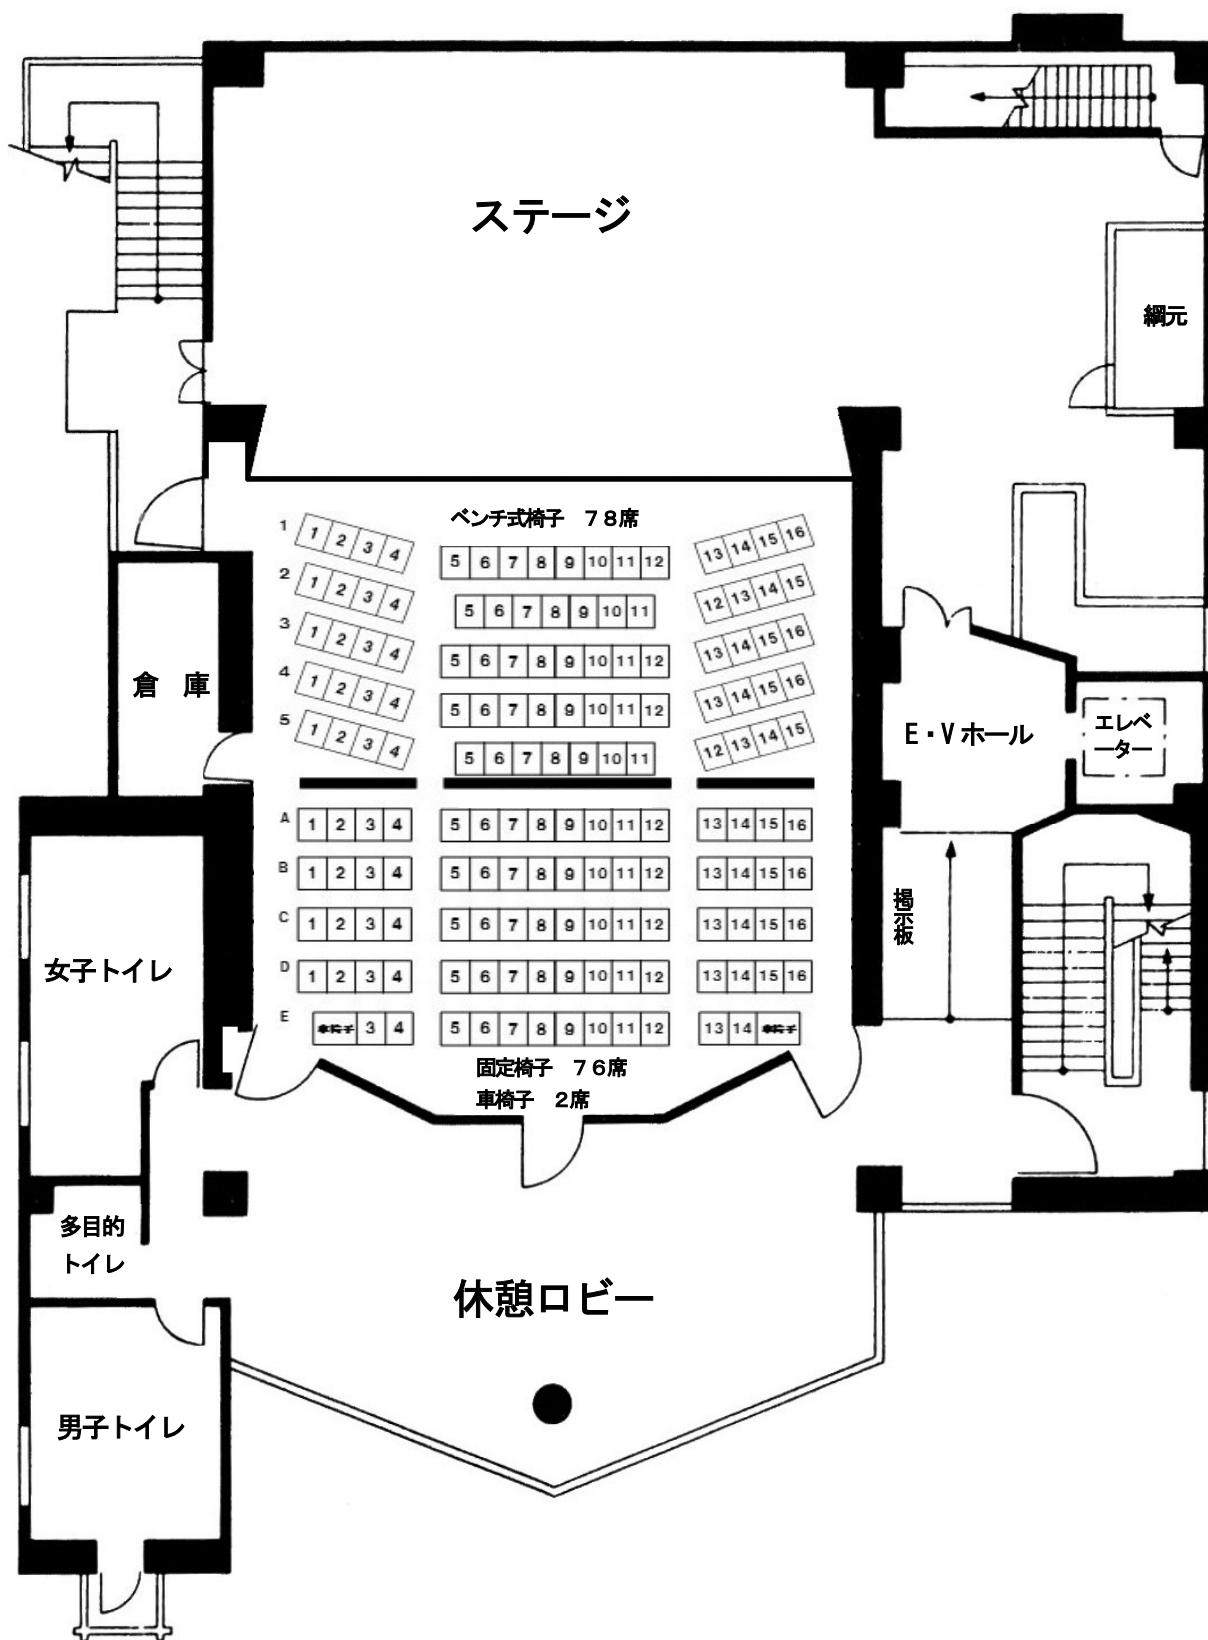 ステージ
綱元
ベンチ式椅子 78席
1 1 2 3 4 5 6 7 8 9 10 11 12 13 14 15 16
2 1 2 3 4 5 6 7 8 9 10 11 12 13 14 15
3 1 2 3 4 5 6 7 8 9 10 11 12 13 14 15 16
4 1 2 3 4 5 6 7 8 9 10 11 12 13 14 15 16
5 1 2 3 4 5 6 7 8 9 10 11 12 13 14 15
倉 庫
E・Vホール
エレベ
ーター
A 1 2 3 4 5 6 7 8 9 10 11 12 13 14 15 16
B 1 2 3 4 5 6 7 8 9 10 11 12 13 14 15 16
C 1 2 3 4 5 6 7 8 9 10 11 12 13 14 15 16
D 1 2 3 4 5 6 7 8 9 10 11 12 13 14 15 16
E 車椅子 3 4 5 6 7 8 9 10 11 12 13 14 車椅子
掲示板
女子トイレ
固定椅子 76席
車椅子 2席
多目的
トイレ
休憩ロビー
男子トイレ